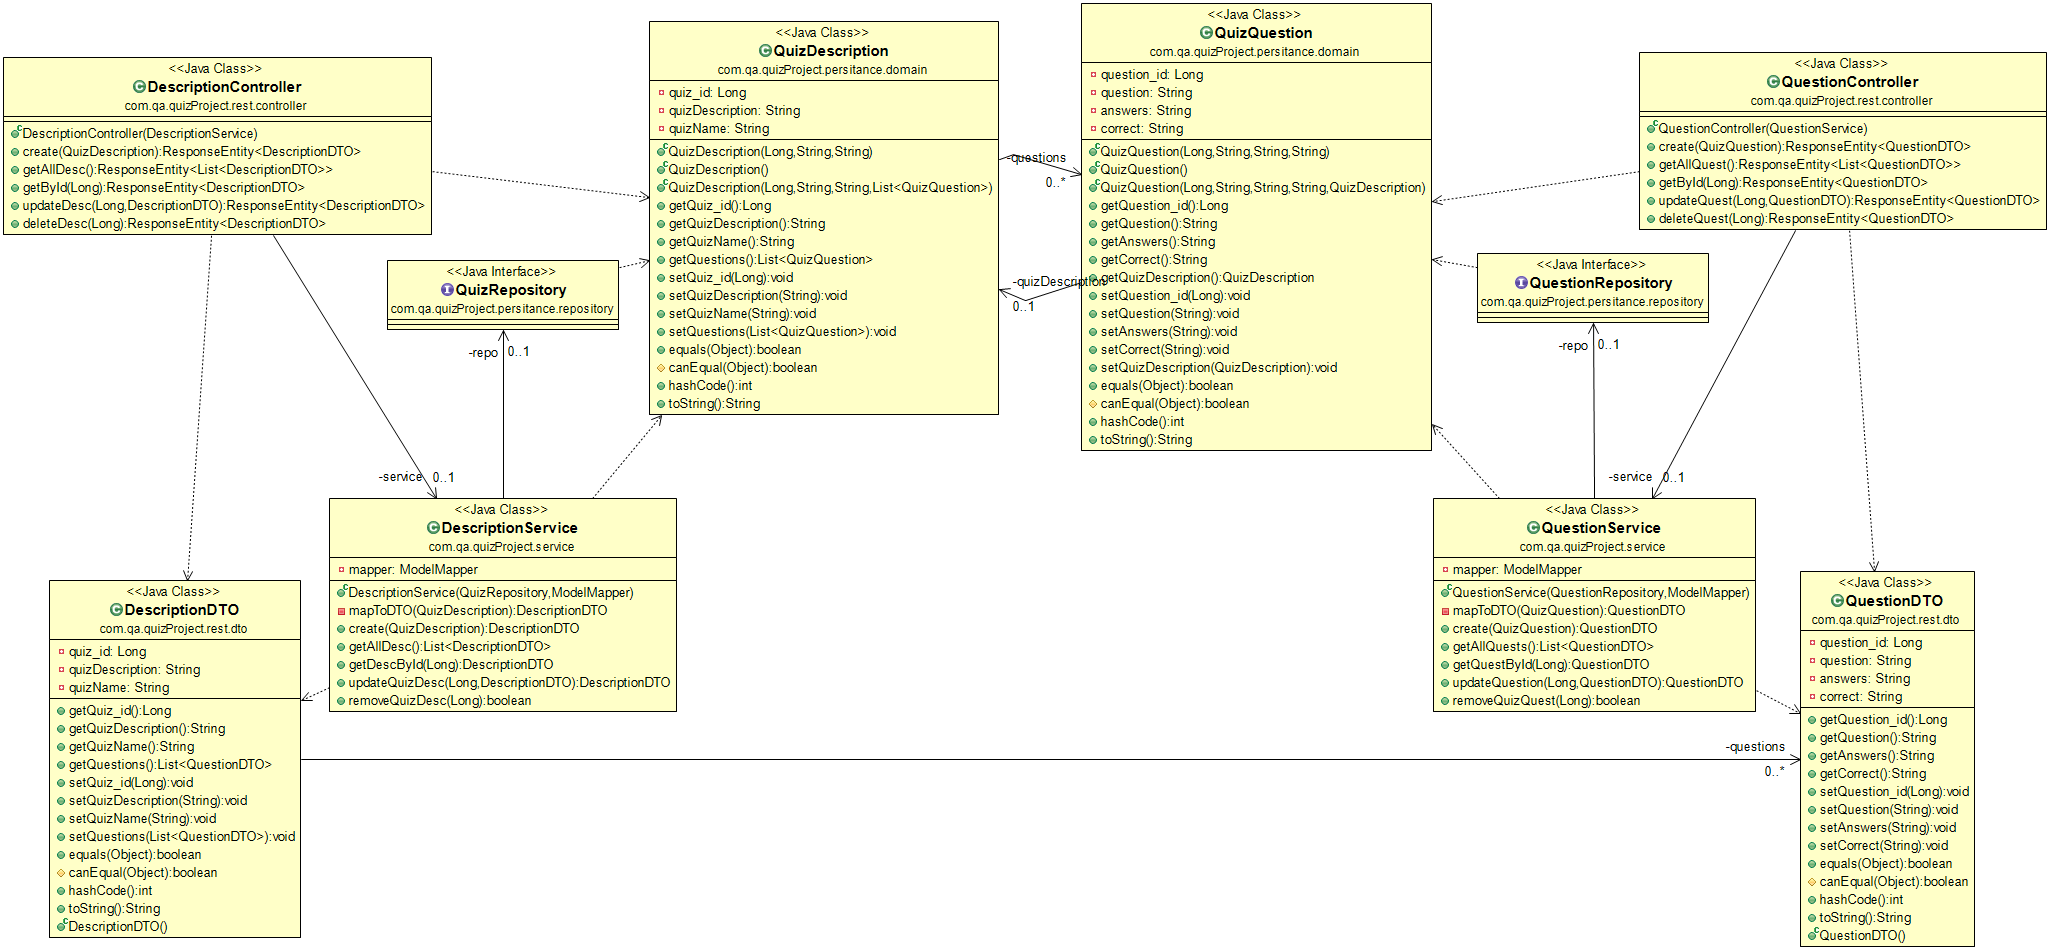 <<Java Class>>
DescriptionController
com.qa.quizProject.rest.controller
DescriptionController(DescriptionService)
create(QuizDescription):ResponseEntity<DescriptionDTO>
getAllDesc():ResponseEntity<List<DescriptionDTO>>
getById(Long):ResponseEntity<DescriptionDTO>
updateDesc(Long,DescriptionDTO):ResponseEntity<DescriptionDTO>
deleteDesc(Long):ResponseEntity<DescriptionDTO>
<<Java Class>>
QuizDescription
com.qa.quizProject.persitance.domain
quiz_id: Long
quizDescription: String
quizName: String
QuizDescription(Long,String,String)
QuizDescription()
QuizDescription(Long,String,String,List<QuizQuestion>)
getQuiz_id():Long
getQuizDescription():String
getQuizName():String
getQuestions():List<QuizQuestion>
setQuiz_id(Long):void
setQuizDescription(String):void
setQuizName(String):void
setQuestions(List<QuizQuestion>):void
equals(Object):boolean
canEqual(Object):boolean
hashCode():int
toString():String
-questions
0..*
-quizDescription
0..1
<<Java Class>>
QuizQuestion
com.qa.quizProject.persitance.domain
question_id: Long
question: String
answers: String
correct: String
QuizQuestion(Long,String,String,String)
QuizQuestion()
QuizQuestion(Long,String,String,String,QuizDescription)
getQuestion_id():Long
getQuestion():String
getAnswers():String
getCorrect():String
getQuizDescription():QuizDescription
setQuestion_id(Long):void
setQuestion(String):void
setAnswers(String):void
setCorrect(String):void
setQuizDescription(QuizDescription):void
equals(Object):boolean
canEqual(Object):boolean
hashCode():int
toString():String
<<Java Class>>
QuestionController
com.qa.quizProject.rest.controller
QuestionController(QuestionService)
create(QuizQuestion):ResponseEntity<QuestionDTO>
getAllQuest():ResponseEntity<List<QuestionDTO>>
getById(Long):ResponseEntity<QuestionDTO>
updateQuest(Long,QuestionDTO):ResponseEntity<QuestionDTO>
deleteQuest(Long):ResponseEntity<QuestionDTO>
<<Java Interface>>
QuizRepository
com.qa.quizProject.persitance.repository
-repo
0..1
<<Java Interface>>
QuestionRepository
com.qa.quizProject.persitance.repository
-repo
0..1
-service
0..1
-service
0..1
<<Java Class>>
DescriptionService
com.qa.quizProject.service
mapper: ModelMapper
DescriptionService(QuizRepository,ModelMapper)
mapToDTO(QuizDescription):DescriptionDTO
create(QuizDescription):DescriptionDTO
getAllDesc():List<DescriptionDTO>
getDescById(Long):DescriptionDTO
updateQuizDesc(Long,DescriptionDTO):DescriptionDTO
removeQuizDesc(Long):boolean
<<Java Class>>
QuestionService
com.qa.quizProject.service
mapper: ModelMapper
QuestionService(QuestionRepository,ModelMapper)
mapToDTO(QuizQuestion):QuestionDTO
create(QuizQuestion):QuestionDTO
getAllQuests():List<QuestionDTO>
getQuestById(Long):QuestionDTO
updateQuestion(Long,QuestionDTO):QuestionDTO
removeQuizQuest(Long):boolean
<<Java Class>>
DescriptionDTO
com.qa.quizProject.rest.dto
quiz_id: Long
quizDescription: String
quizName: String
getQuiz_id():Long
getQuizDescription():String
getQuizName():String
getQuestions():List<QuestionDTO>
setQuiz_id(Long):void
setQuizDescription(String):void
setQuizName(String):void
setQuestions(List<QuestionDTO>):void
equals(Object):boolean
canEqual(Object):boolean
hashCode():int
toString():String
DescriptionDTO()
-questions
0..*
<<Java Class>>
QuestionDTO
com.qa.quizProject.rest.dto
question_id: Long
question: String
answers: String
correct: String
getQuestion_id():Long
getQuestion():String
getAnswers():String
getCorrect():String
setQuestion_id(Long):void
setQuestion(String):void
setAnswers(String):void
setCorrect(String):void
equals(Object):boolean
canEqual(Object):boolean
hashCode():int
toString():String
QuestionDTO()